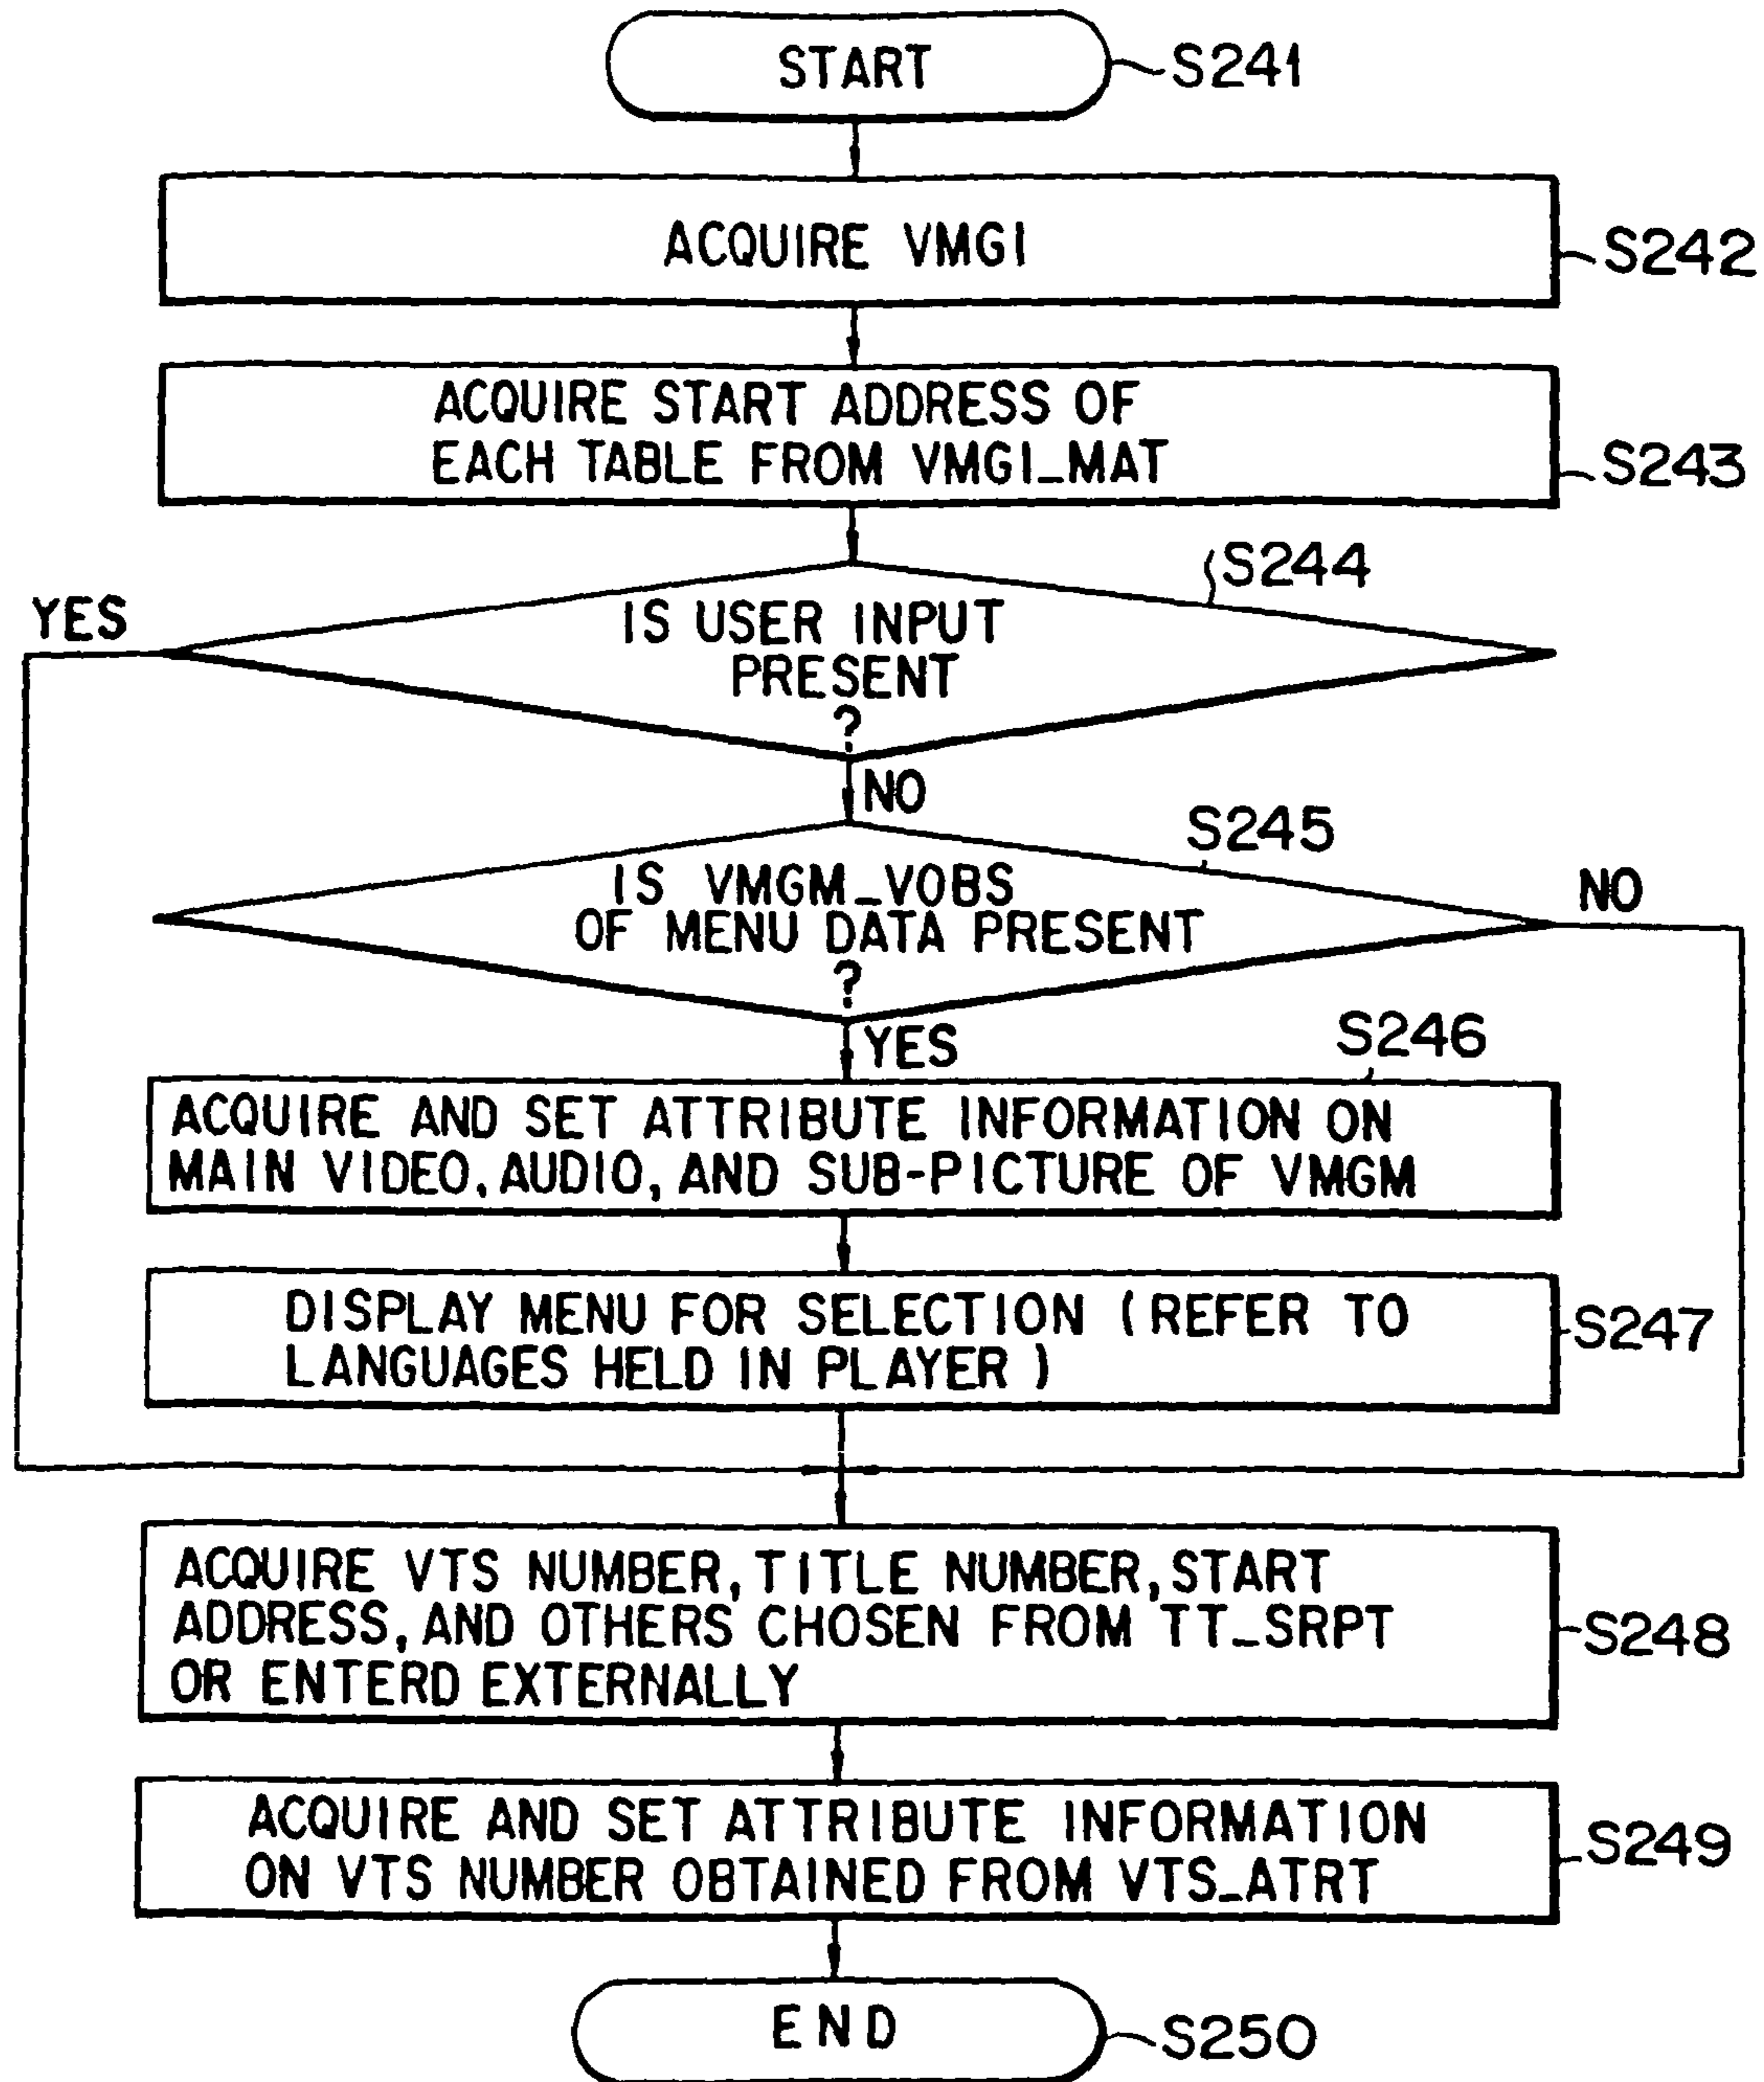 START
S241
ACQUIRE VMGI
S242
ACQUIRE START ADDRESS OF
EACH TABLE FROM VMGI_MAT
S243
S244
YES
IS USER INPUT
PRESENT
?
NO
S245
IS VMGM_VOBS
OF MENU DATA PRESENT
?
NO
YES
S246
ACQUIRE AND SET ATTRIBUTE INFORMATION ON
MAIN VIDEO, AUDIO, AND SUB-PICTURE OF VMGM
DISPLAY MENU FOR SELECTION (REFER TO
LANGUAGES HELD IN PLAYER)
S247
ACQUIRE VTS NUMBER, TITLE NUMBER, START
ADDRESS, AND OTHERS CHOSEN FROM TT_SRPT
OR ENTERD EXTERNALLY
S248
ACQUIRE AND SET ATTRIBUTE INFORMATION
ON VTS NUMBER OBTAINED FROM VTS_ATRT
S249
END
S250